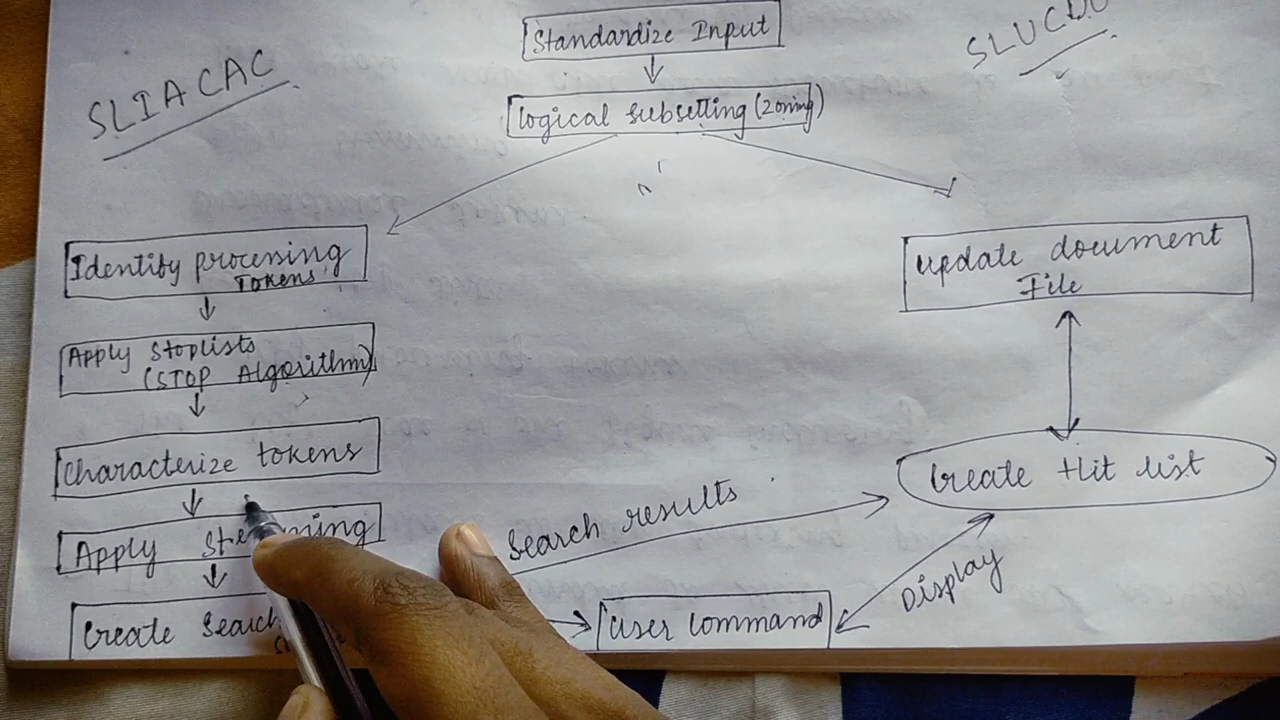 Standardize Input
SLIACAC
Logical subsetting (Zoning)
Identify processing
Tokens
Update document
File
Apply Stoplists
(STOP Algorithm)
Characterize tokens
Create Hit list
Search results
Apply
Display
Create Search
User Command